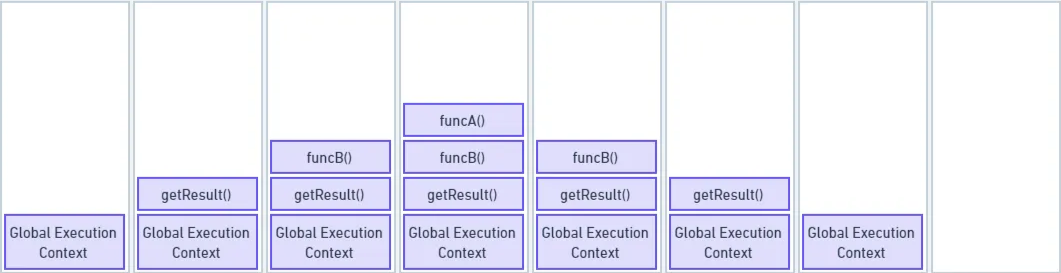 Global Execution
Context
getResult()
Global Execution
Context
funcB()
getResult()
Global Execution
Context
funcA()
funcB()
getResult()
Global Execution
Context
funcB()
getResult()
Global Execution
Context
getResult()
Global Execution
Context
Global Execution
Context